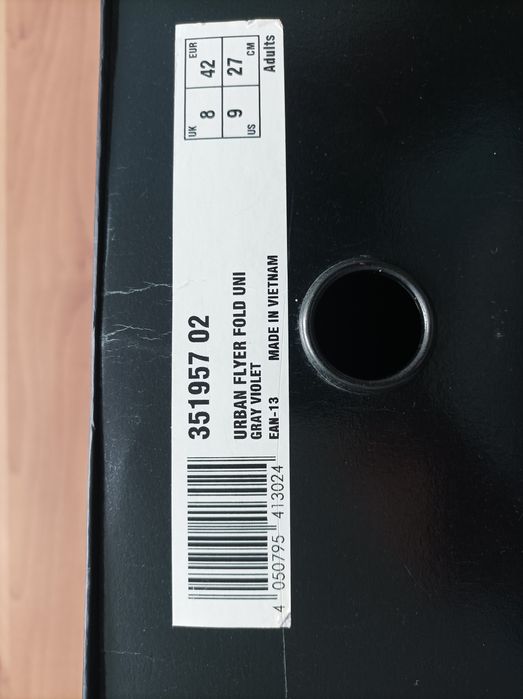 351957 02
URBAN FLYER FOLD UNI
GRAY VIOLET
EAN-13 MADE IN VIETNAM
4 050795 413024
UK 8 EUR 42
US 9 CM 27
Adults